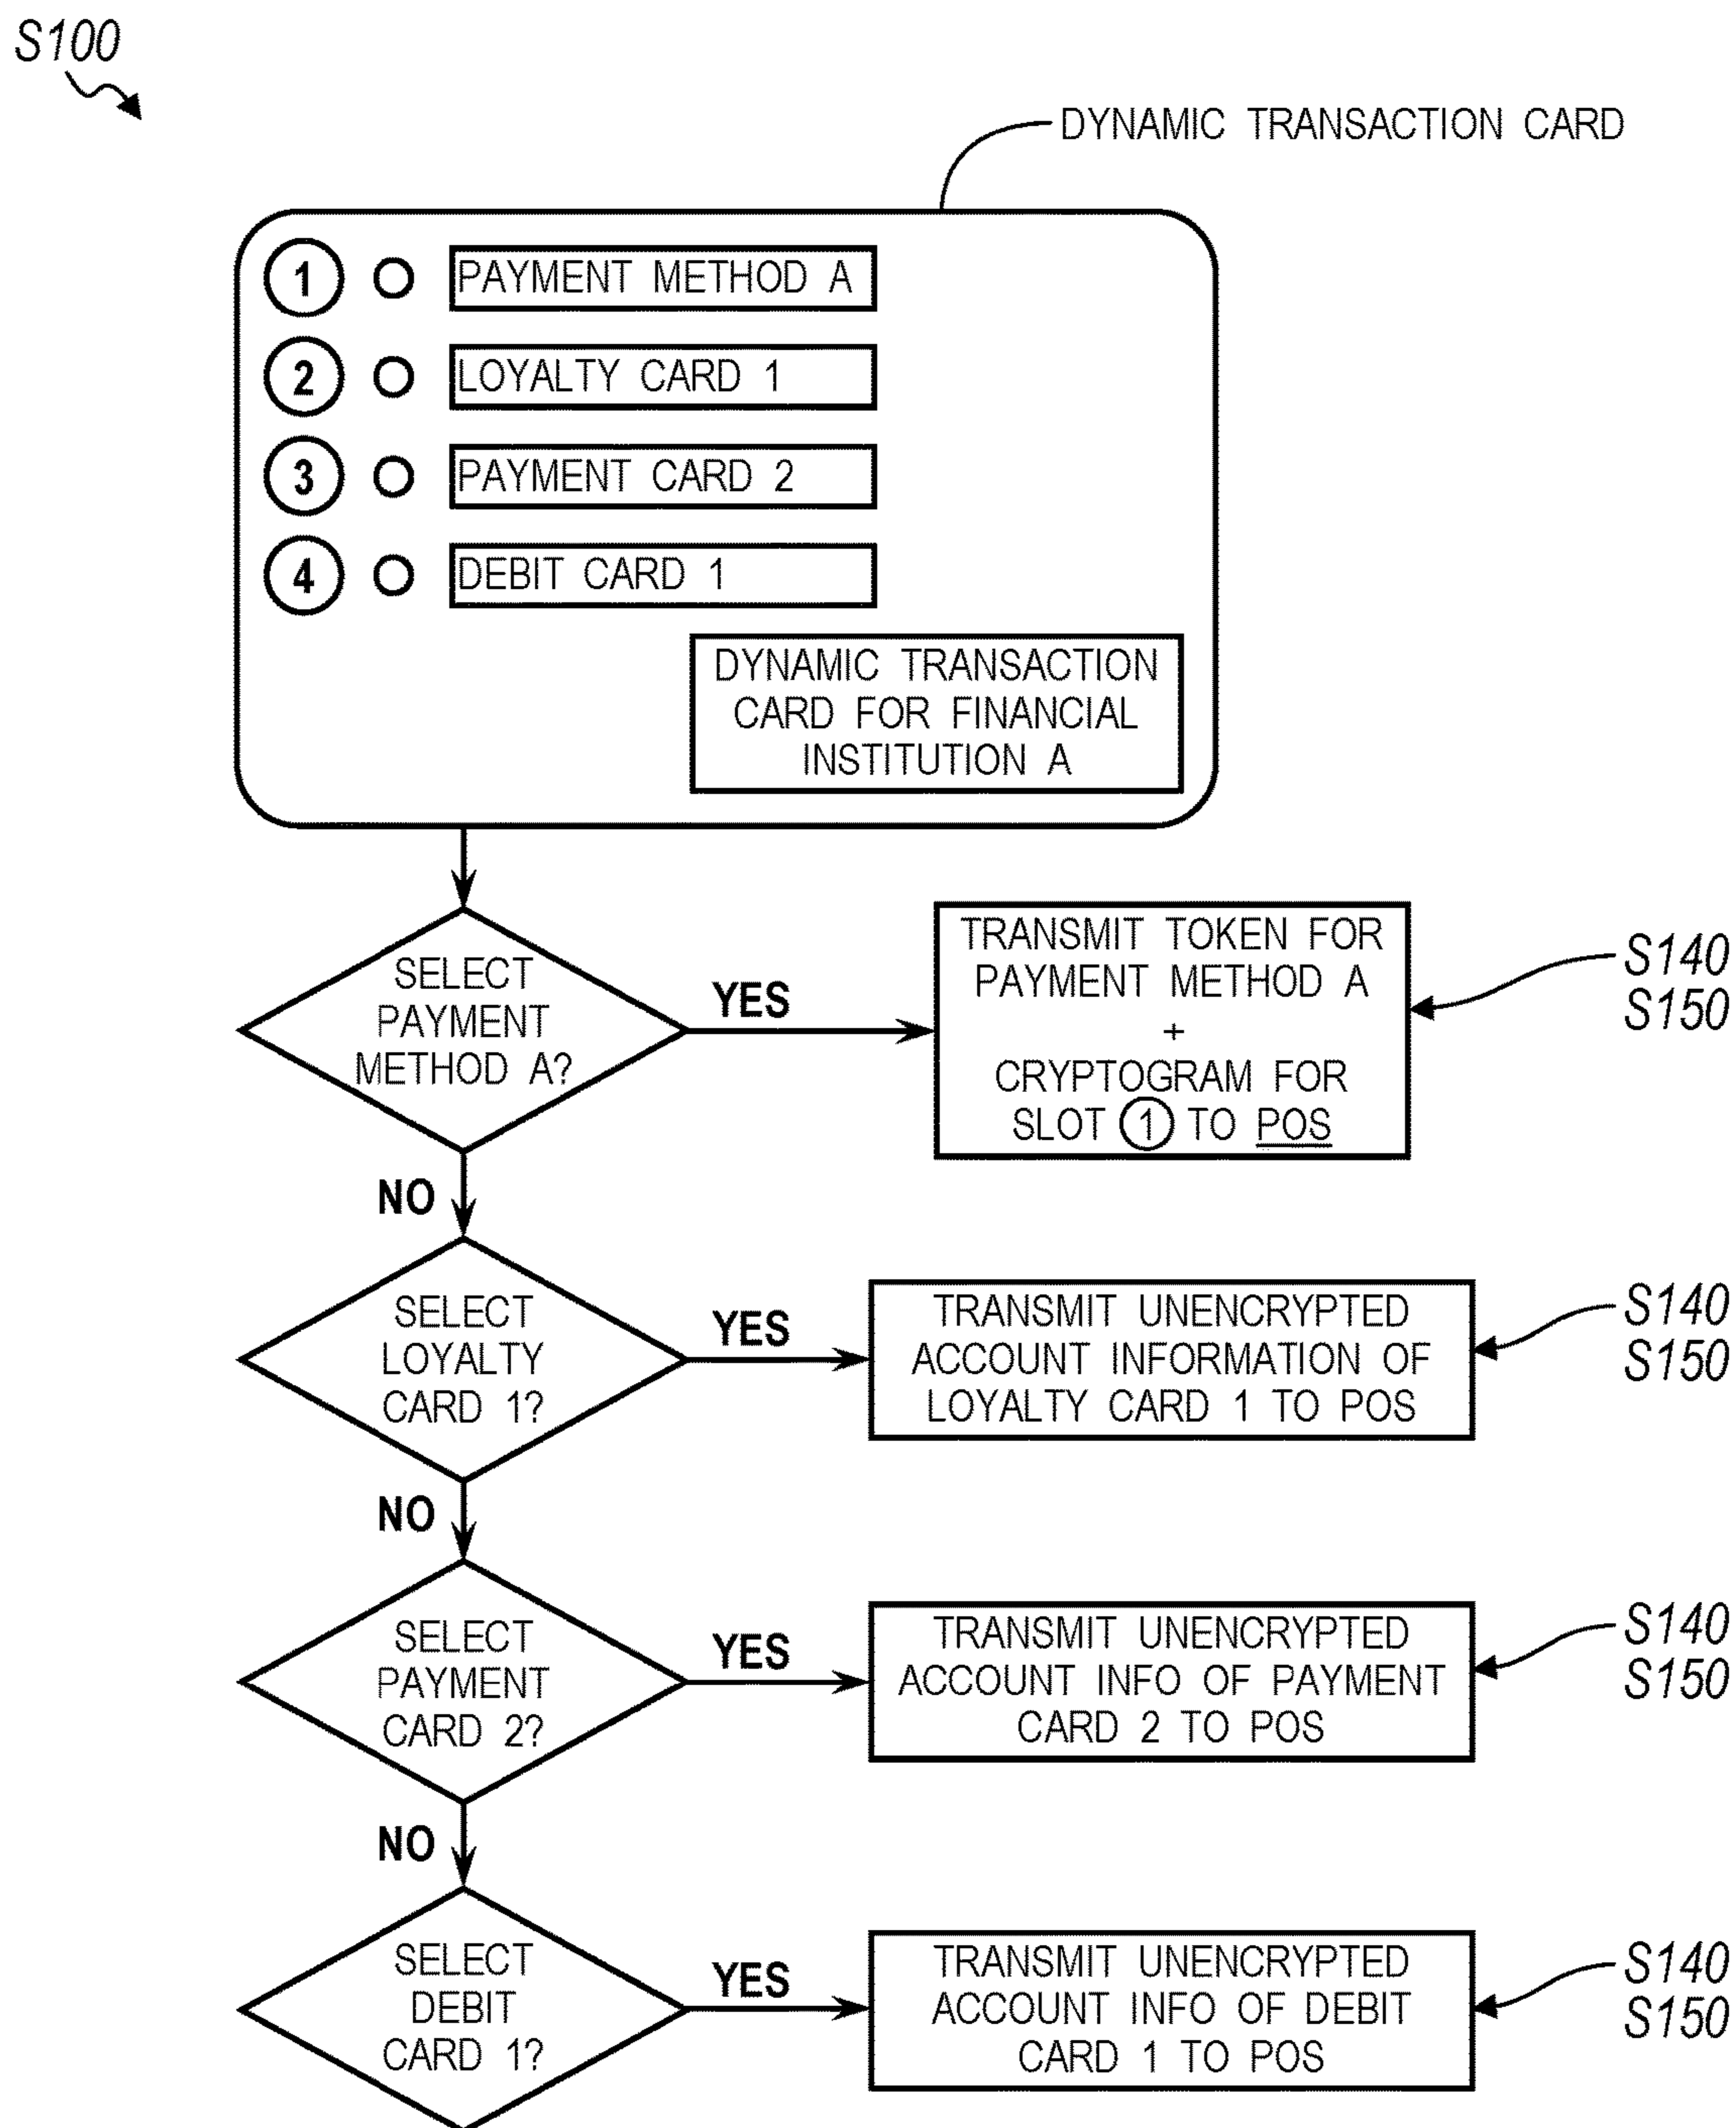 S100
DYNAMIC TRANSACTION CARD
1 PAYMENT METHOD A
2 LOYALTY CARD 1
3 PAYMENT CARD 2
4 DEBIT CARD 1
DYNAMIC TRANSACTION
CARD FOR FINANCIAL
INSTITUTION A
SELECT
PAYMENT
METHOD A?
YES
TRANSMIT TOKEN FOR
PAYMENT METHOD A
+
CRYPTOGRAM FOR
SLOT 1 TO POS
S140
S150
NO
SELECT
LOYALTY
CARD 1?
YES
TRANSMIT UNENCRYPTED
ACCOUNT INFORMATION OF
LOYALTY CARD 1 TO POS
S140
S150
NO
SELECT
PAYMENT
CARD 2?
YES
TRANSMIT UNENCRYPTED
ACCOUNT INFO OF PAYMENT
CARD 2 TO POS
S140
S150
NO
SELECT
DEBIT
CARD 1?
YES
TRANSMIT UNENCRYPTED
ACCOUNT INFO OF DEBIT
CARD 1 TO POS
S140
S150